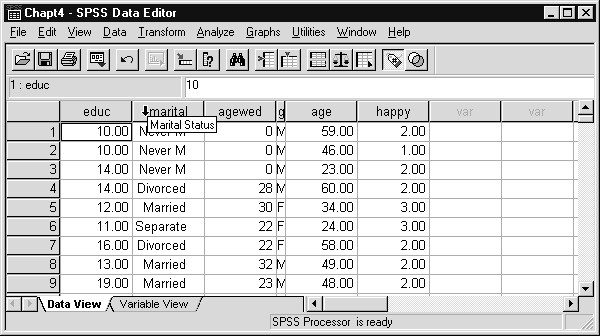 Chapt4 - SPSS Data Editor
File Edit View Data Transform Analyze Graphs Utilities Window Help
1 : educ 10
educ marital agewed g age happy var var
Marital Status
1 10.00 Never M 0 M 59.00 2.00
2 10.00 Never M 0 M 46.00 1.00
3 14.00 Never M 0 M 23.00 2.00
4 14.00 Divorced 28 M 60.00 2.00
5 12.00 Married 30 F 34.00 3.00
6 11.00 Separate 22 F 24.00 3.00
7 16.00 Divorced 22 F 58.00 2.00
8 13.00 Married 32 M 49.00 2.00
9 19.00 Married 23 M 48.00 2.00
Data View Variable View
SPSS Processor is ready